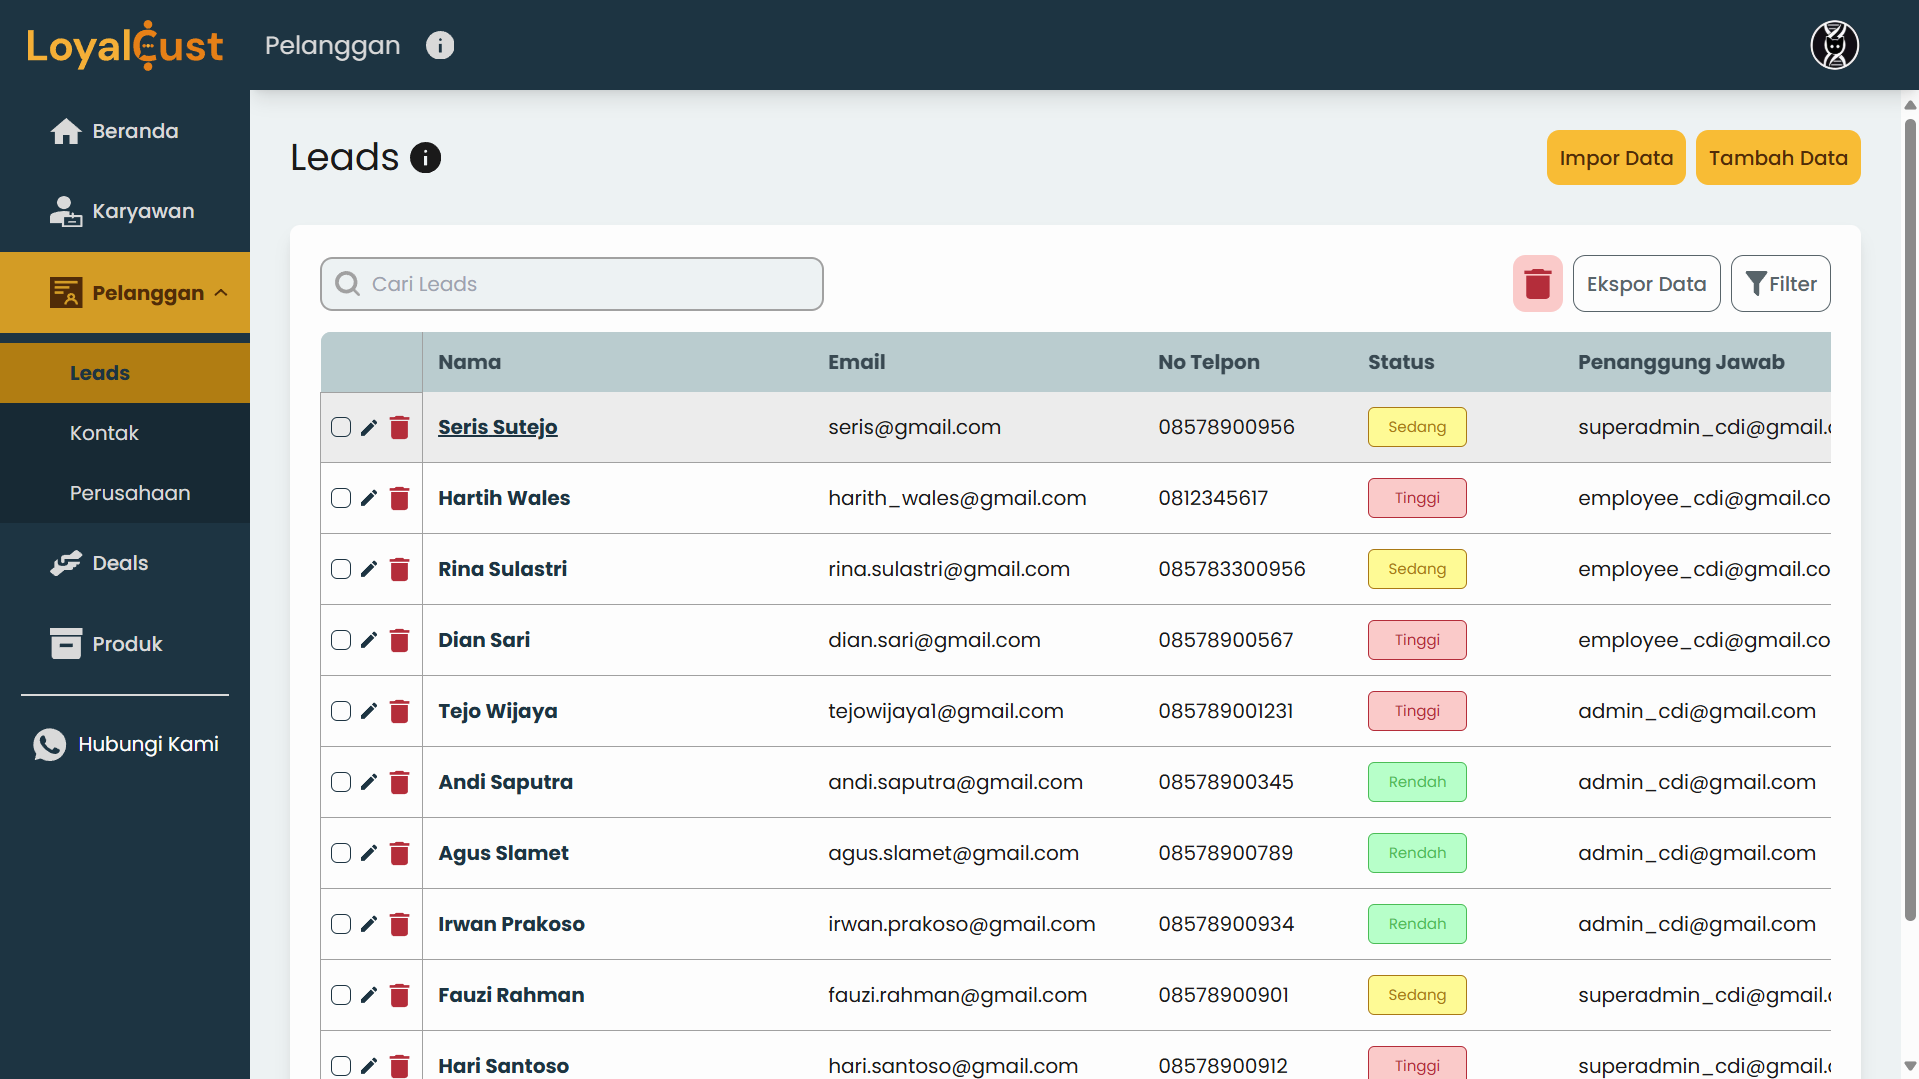 LoyalCust
Pelanggan
Beranda
Karyawan
Pelanggan
Leads
Kontak
Perusahaan
Deals
Produk
Hubungi Kami
Leads
Impor Data
Tambah Data
Cari Leads
Ekspor Data
Filter
Nama Email No Telpon Status Penanggung Jawab
Seris Sutejo seris@gmail.com 08578900956 Sedang superadmin_cdi@gmail.c
Hartih Wales harith_wales@gmail.com 0812345617 Tinggi employee_cdi@gmail.co
Rina Sulastri rina.sulastri@gmail.com 085783300956 Sedang employee_cdi@gmail.co
Dian Sari dian.sari@gmail.com 08578900567 Tinggi employee_cdi@gmail.co
Tejo Wijaya tejowijaya1@gmail.com 085789001231 Tinggi admin_cdi@gmail.com
Andi Saputra andi.saputra@gmail.com 08578900345 Rendah admin_cdi@gmail.com
Agus Slamet agus.slamet@gmail.com 08578900789 Rendah admin_cdi@gmail.com
Irwan Prakoso irwan.prakoso@gmail.com 08578900934 Rendah admin_cdi@gmail.com
Fauzi Rahman fauzi.rahman@gmail.com 08578900901 Sedang superadmin_cdi@gmail.c
Hari Santoso hari.santoso@gmail.com 08578900912 Tinggi superadmin_cdi@gmail.c